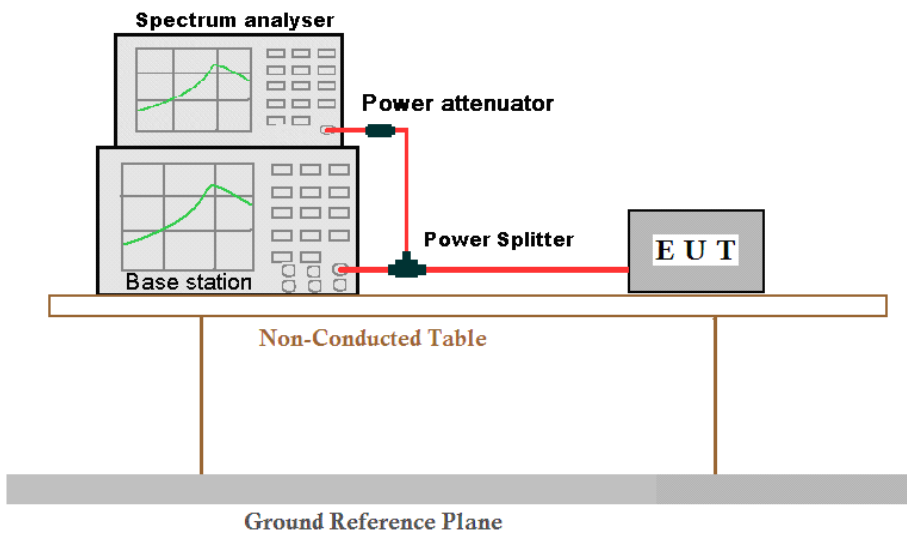 Spectrum analyser
Power attenuator
Power Splitter
E U T
Base station
Non-Conducted Table
Ground Reference Plane